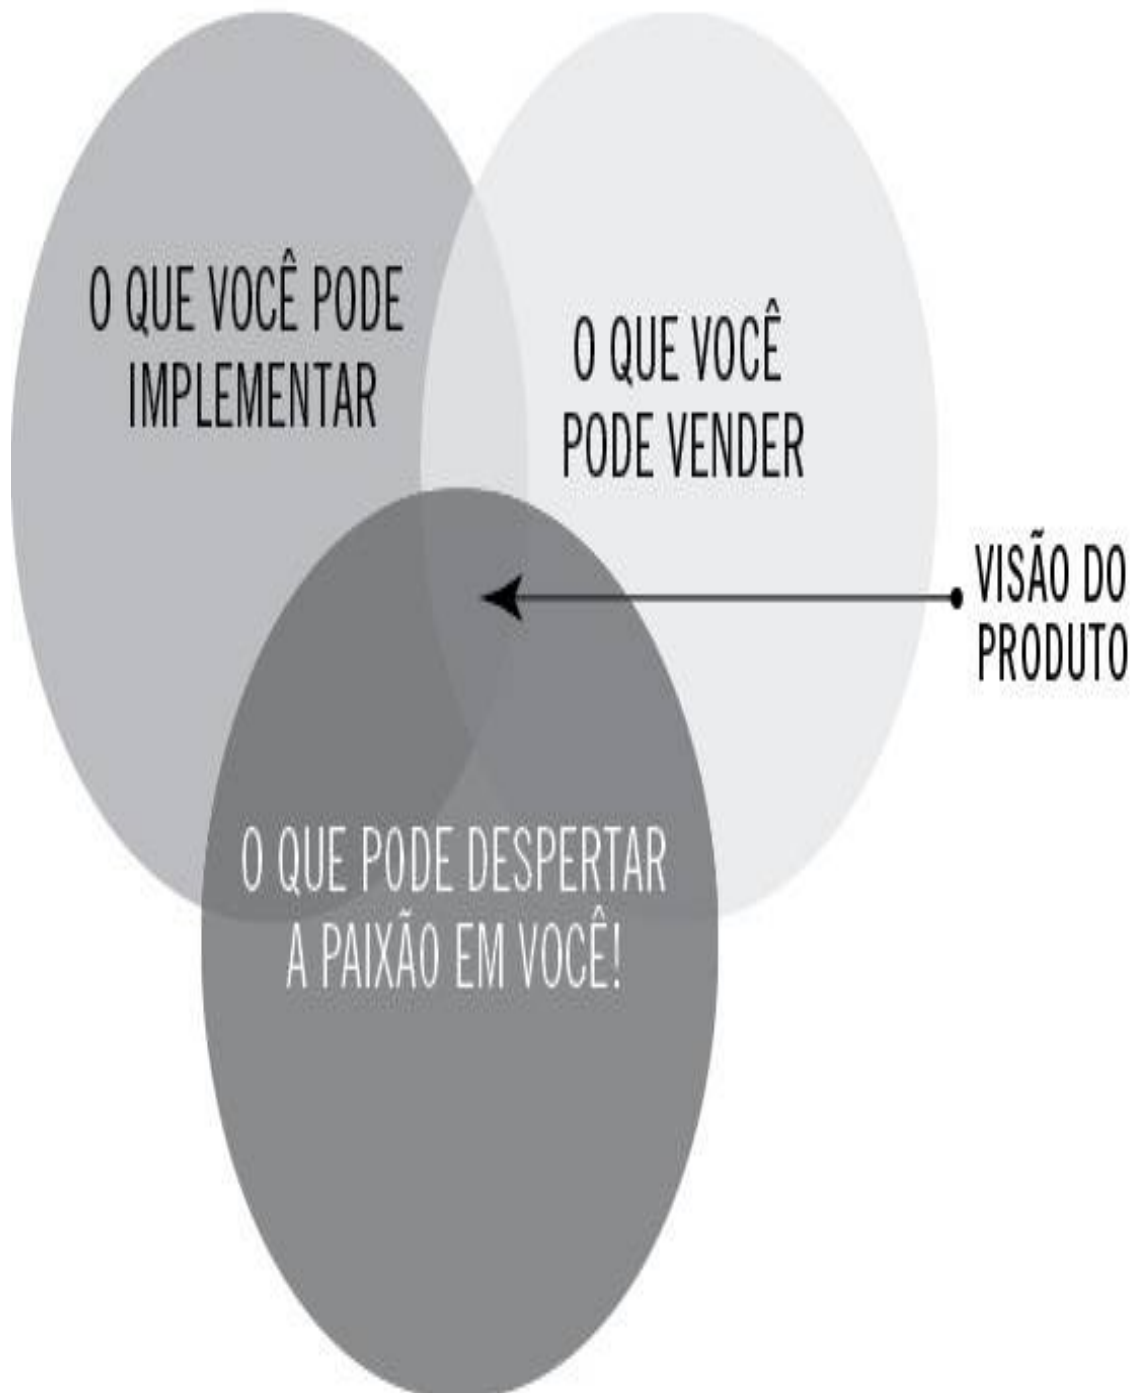 O QUE VOCÊ PODE
IMPLEMENTAR
O QUE VOCÊ
PODE VENDER
VISÃO DO
PRODUTO
O QUE PODE DESPERTAR
A PAIXÃO EM VOCÊ!